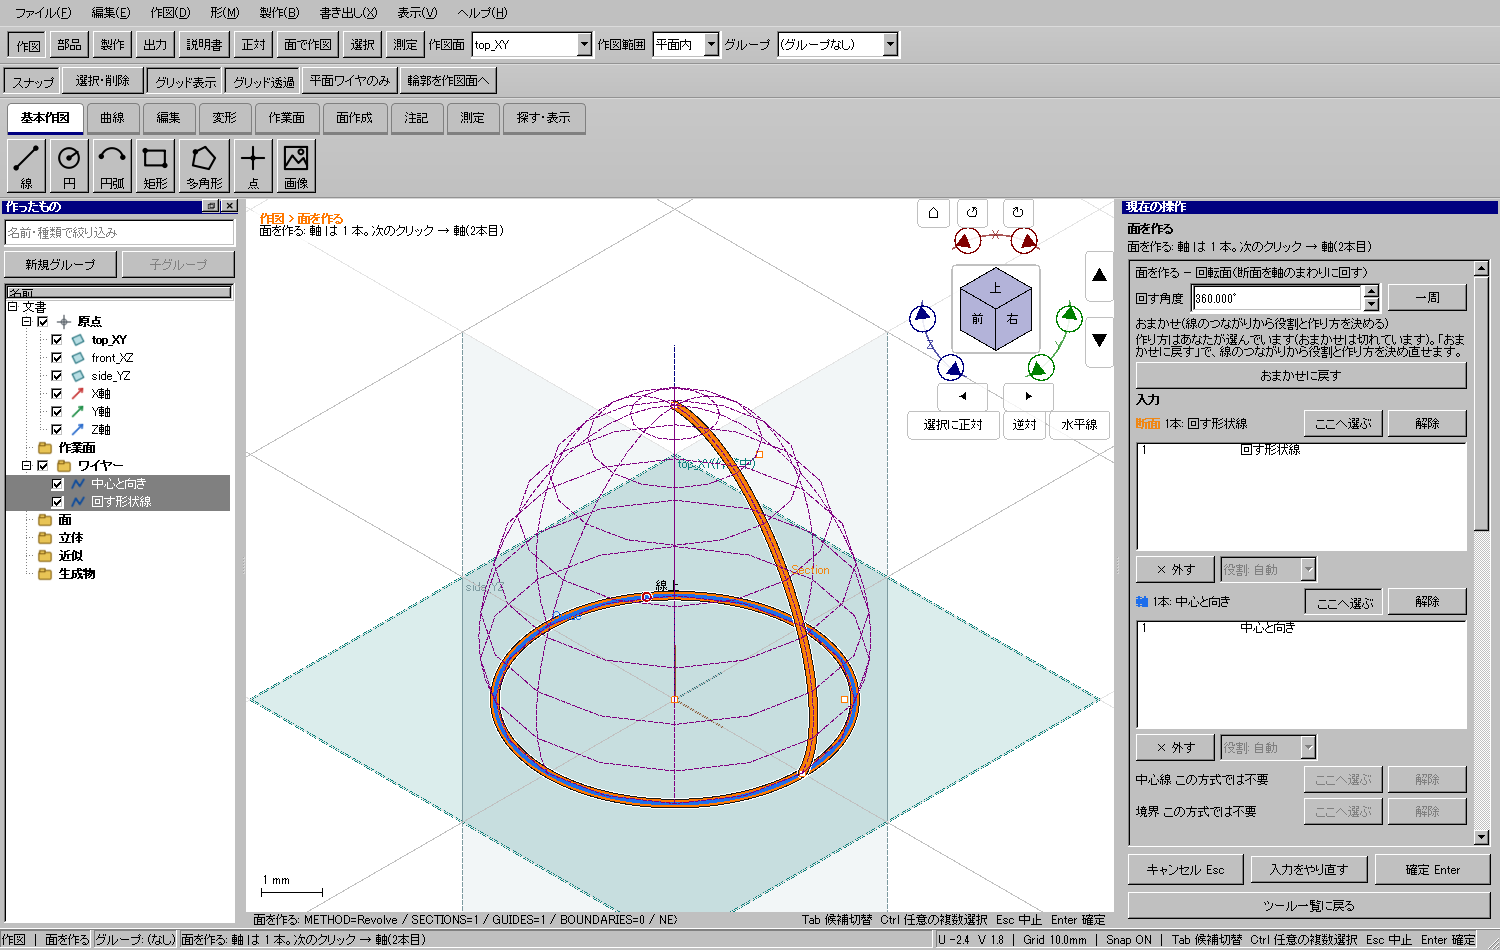 ファイル(F) 編集(E) 作図(D) 形(M) 製作(B) 書き出し(X) 表示(V) ヘルプ(H)
作図 部品 製作 出力 説明書 正対 面で作図 選択 測定 作図面 top_XY 作図範囲 平面内 グループ (グループなし)
スナップ 選択・削除 グリッド表示 グリッド透過 平面ワイヤのみ 輪郭を作図面へ
基本作図 曲線 編集 変形 作業面 面作成 注記 測定 探す・表示
線 円 円弧 矩形 多角形 点 画像
作ったもの
名前・種類で絞り込み
新規グループ 子グループ
名前
文書
原点
top_XY
front_XZ
side_YZ
X軸
Y軸
Z軸
作業面
ワイヤー
中心と向き
回す形状線
面
立体
近似
生成物
作図 > 面を作る
面を作る: 軸 は 1 本。次のクリック → 軸(2本目)
X
上
前 右
Z
Y
選択に正対 逆対 水平線
top_XY(作図中)
side_YZ
Section
線上
1 mm
面を作る: METHOD=Revolve / SECTIONS=1 / GUIDES=1 / BOUNDARIES=0 / NE>
Tab 候補切替 Ctrl 任意の複数選択 Esc 中止 Enter 確定
現在の操作
面を作る
面を作る: 軸 は 1 本。次のクリック → 軸(2本目)
面を作る − 回転面(断面を軸のまわりに回す)
回す角度 360.000° 一周
おまかせ(線のつながりから役割と作り方を決める)
作り方はあなたが選んでいます(おまかせは切れています)。「おま
かせに戻す」で、線のつながりから役割と作り方を決め直せます。
おまかせに戻す
入力
断面 1本: 回す形状線 ここへ選ぶ 解除
1 回す形状線
× 外す 役割: 自動
軸 1本: 中心と向き ここへ選ぶ 解除
1 中心と向き
× 外す 役割: 自動
中心線 この方式では不要 ここへ選ぶ 解除
境界 この方式では不要 ここへ選ぶ 解除
キャンセル Esc 入力をやり直す 確定 Enter
ツール一覧に戻る
作図 | 面を作る グループ: (なし) 面を作る: 軸 は 1 本。次のクリック → 軸(2本目)
U -2.4 V 1.8 | Grid 10.0mm | Snap ON | Tab 候補切替 Ctrl 任意の複数選択 Esc 中止 Enter 確定